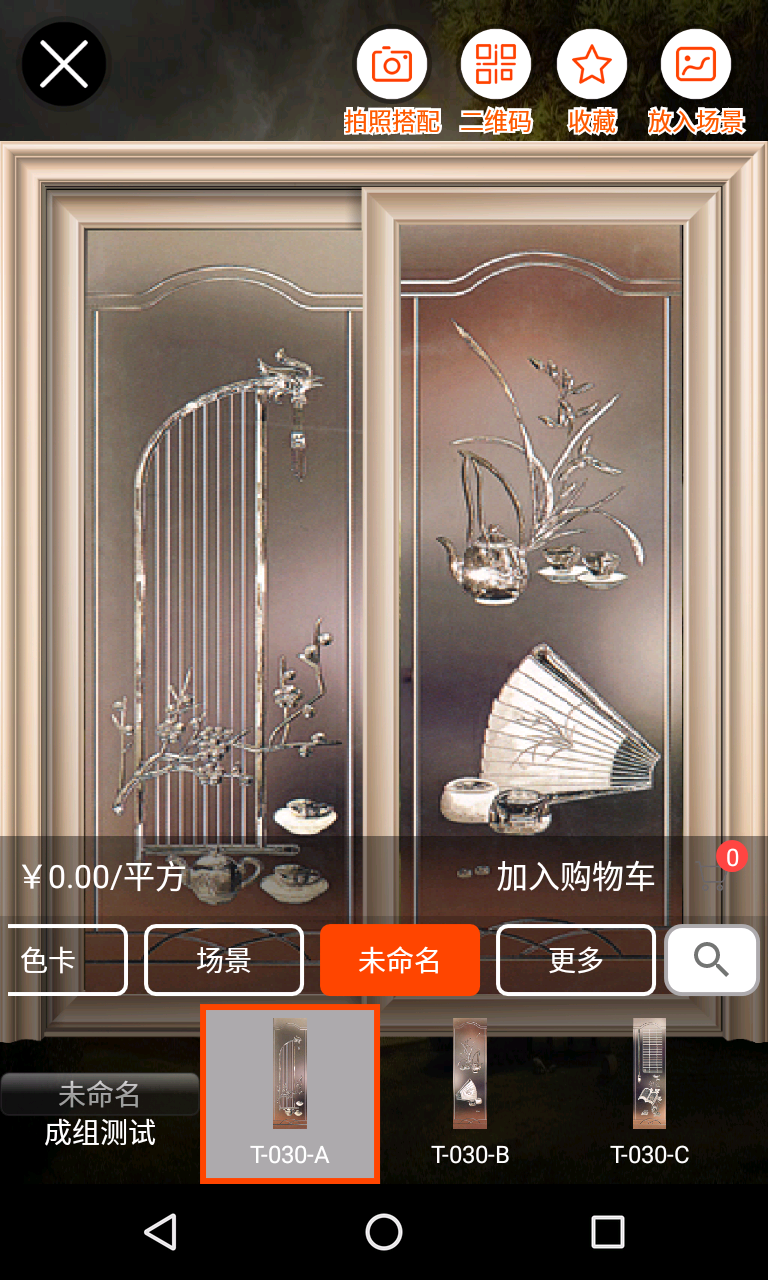 拍照搭配
二维码
收藏
放入场景
￥0.00/平方
加入购物车
0
色卡
场景
未命名
更多
未命名
成组测试
T-030-A
T-030-B
T-030-C